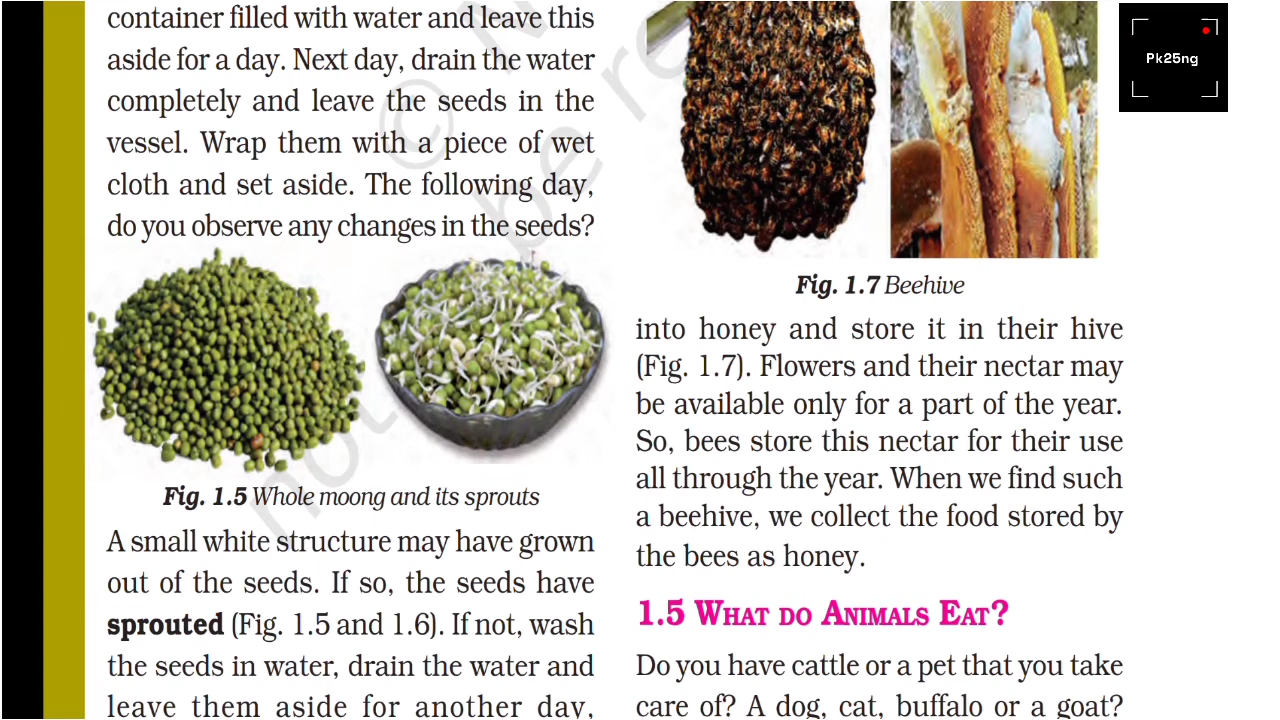 container filled with water and leave this
aside for a day. Next day, drain the water
completely and leave the seeds in the
vessel. Wrap them with a piece of wet
cloth and set aside. The following day,
do you observe any changes in the seeds?
Fig. 1.5 Whole moong and its sprouts
A small white structure may have grown
out of the seeds. If so, the seeds have
sprouted (Fig. 1.5 and 1.6). If not, wash
the seeds in water, drain the water and
leave them aside for another day,
Fig. 1.7 Beehive
into honey and store it in their hive
(Fig. 1.7). Flowers and their nectar may
be available only for a part of the year.
So, bees store this nectar for their use
all through the year. When we find such
a beehive, we collect the food stored by
the bees as honey.
1.5 What do Animals Eat?
Do you have cattle or a pet that you take
care of? A dog, cat, buffalo or a goat?
Pk25ng
© N
not be re